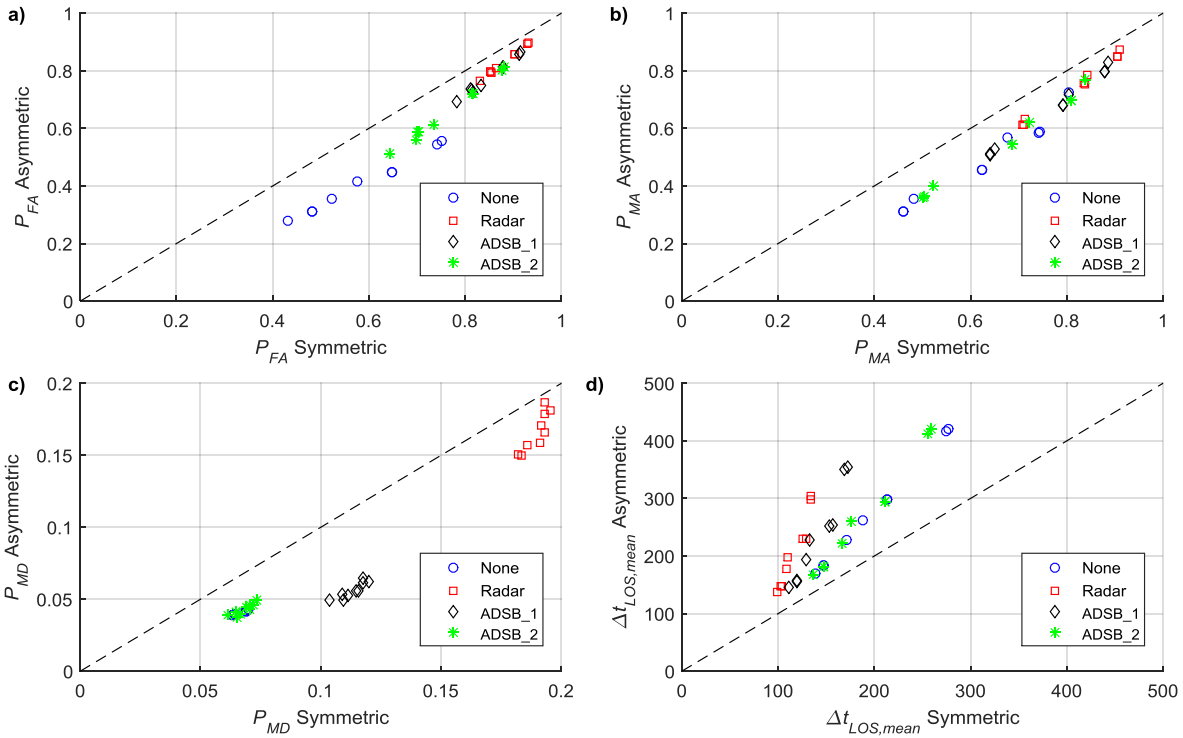 a)
1
0.8
0.6
0.4
0.2
0
P_FA Asymmetric
None
Radar
ADSB_1
ADSB_2
0 0.2 0.4 0.6 0.8 1
P_FA Symmetric
b)
1
0.8
0.6
0.4
0.2
0
P_MA Asymmetric
None
Radar
ADSB_1
ADSB_2
0 0.2 0.4 0.6 0.8 1
P_MA Symmetric
c)
0.2
0.15
0.1
0.05
0
P_MD Asymmetric
None
Radar
ADSB_1
ADSB_2
0 0.05 0.1 0.15 0.2
P_MD Symmetric
d)
500
400
300
200
100
0
Δt_LOS,mean Asymmetric
None
Radar
ADSB_1
ADSB_2
0 100 200 300 400 500
Δt_LOS,mean Symmetric